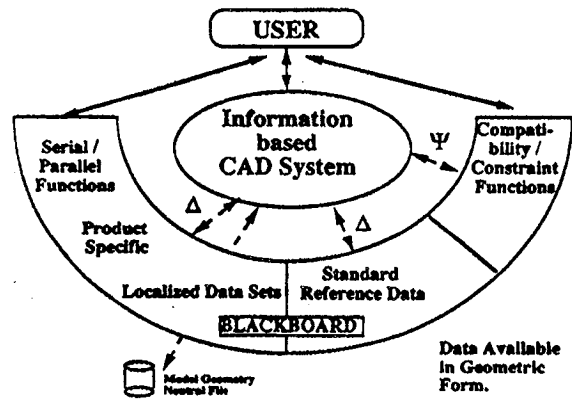 USER
Information
based
CAD System
Serial /
Parallel
Functions
Ψ
Compati-
bility /
Constraint
Functions
Δ
Δ
Product
Specific
Localized Data Sets
Standard
Reference Data
BLACKBOARD
Model Geometry
Neutral File
Data Available
in Geometric
Form.